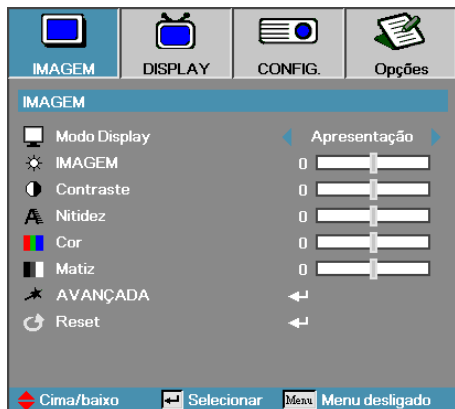 IMAGEM DISPLAY CONFIG. Opções
IMAGEM
Modo Display Apresentação
IMAGEM 0
Contraste 0
Nitidez 0
Cor 0
Matiz 0
AVANÇADA
Reset
Cima/baixo Selecionar Menu Menu desligado